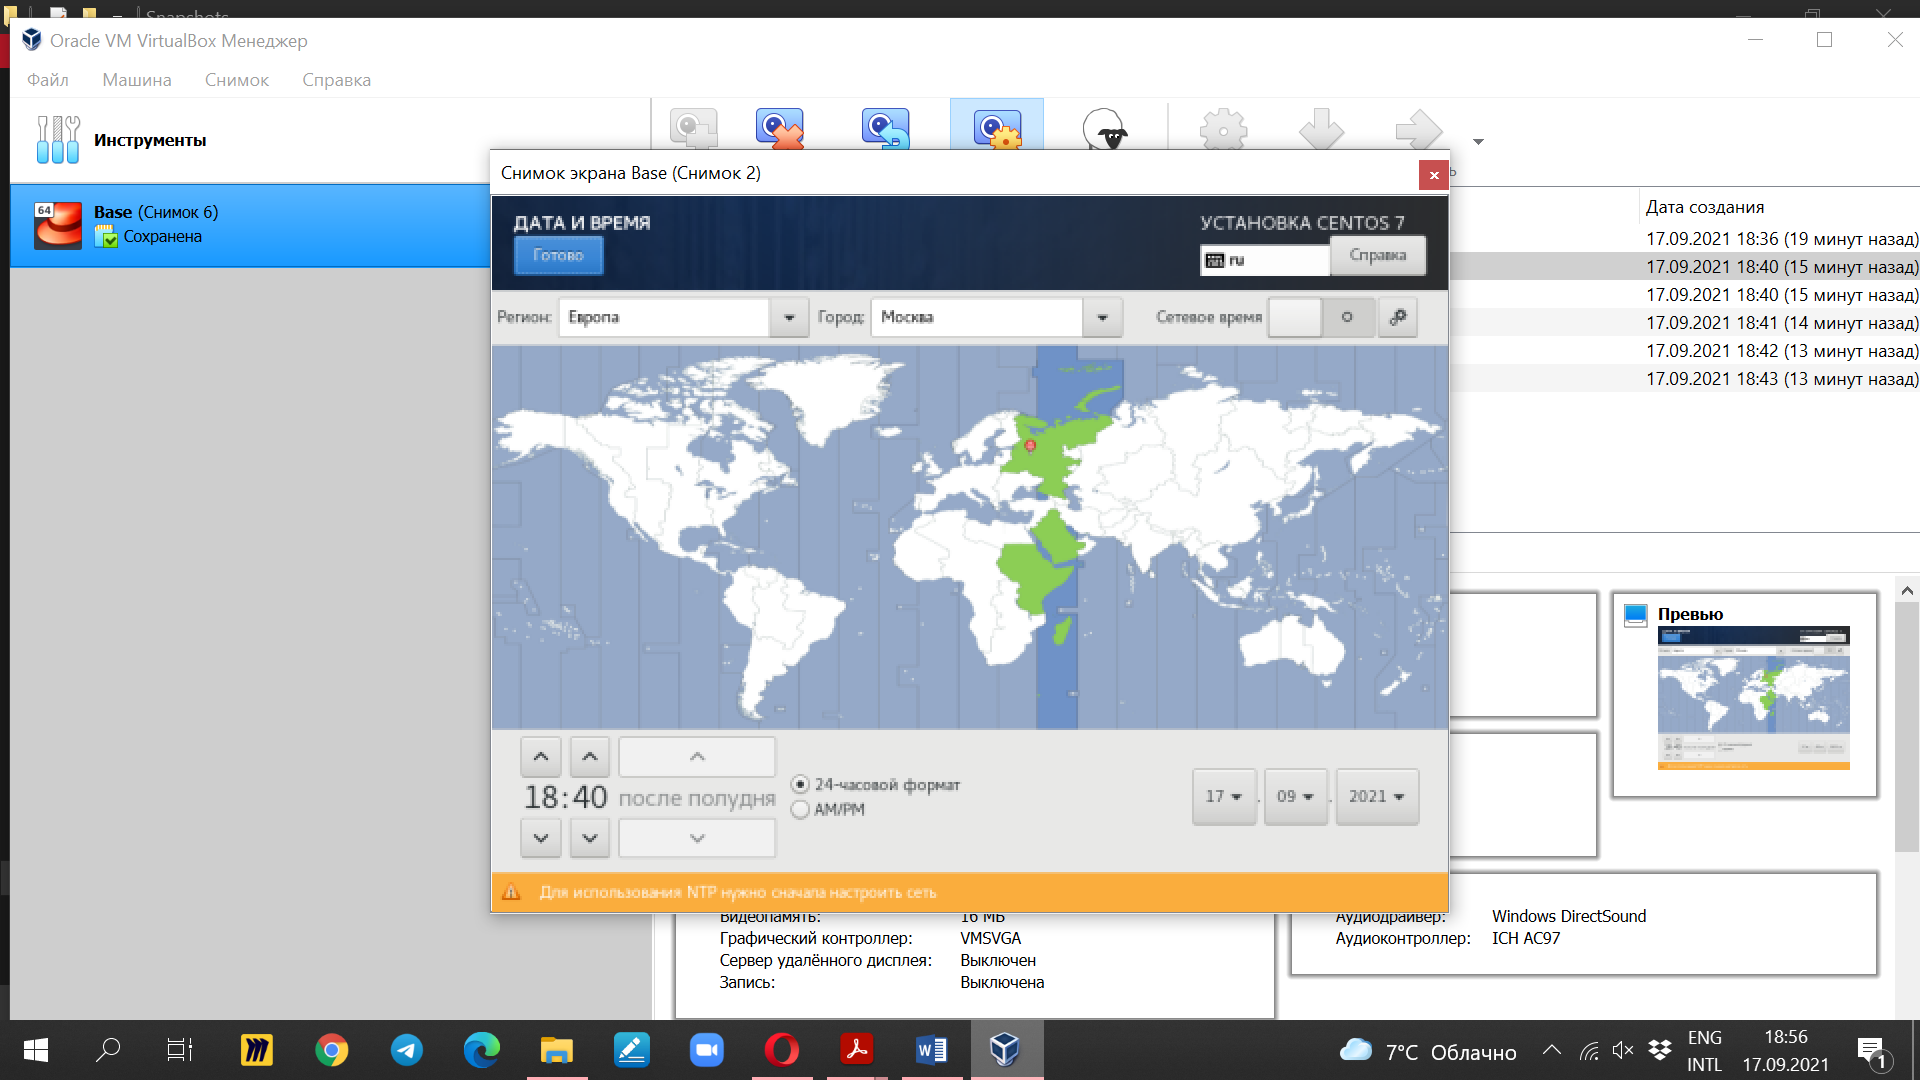 Snapshots
Oracle VM VirtualBox Менеджер
Файл Машина Снимок Справка
Инструменты
64
Base (Снимок 6)
Сохранена
Снимок экрана Base (Снимок 2)
ДАТА И ВРЕМЯ
УСТАНОВКА CENTOS 7
Готово
ru
Справка
Регион: Европа
Город: Москва
Сетевое время
18:40 после полудня
24-часовой формат
AM/PM
17 . 09 . 2021
Для использования NTP нужно сначала настроить сеть
Дата создания
17.09.2021 18:36 (19 минут назад)
17.09.2021 18:40 (15 минут назад)
17.09.2021 18:40 (15 минут назад)
17.09.2021 18:41 (14 минут назад)
17.09.2021 18:42 (13 минут назад)
17.09.2021 18:43 (13 минут назад)
Превью
Видеопамять: 16 МБ
Графический контроллер: VMSVGA
Сервер удалённого дисплея: Выключен
Запись: Выключена
Аудиодрайвер: Windows DirectSound
Аудиоконтроллер: ICH AC97
7°C Облачно
ENG
INTL
18:56
17.09.2021
1